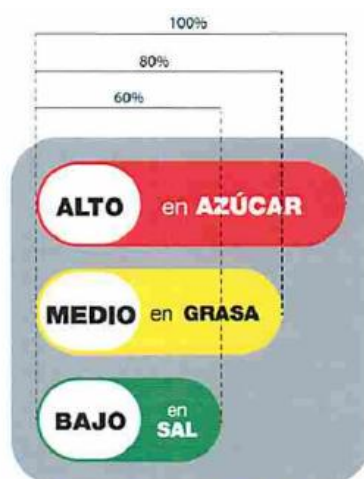 100%
80%
60%
ALTO en AZÚCAR
MEDIO en GRASA
BAJO en
SAL